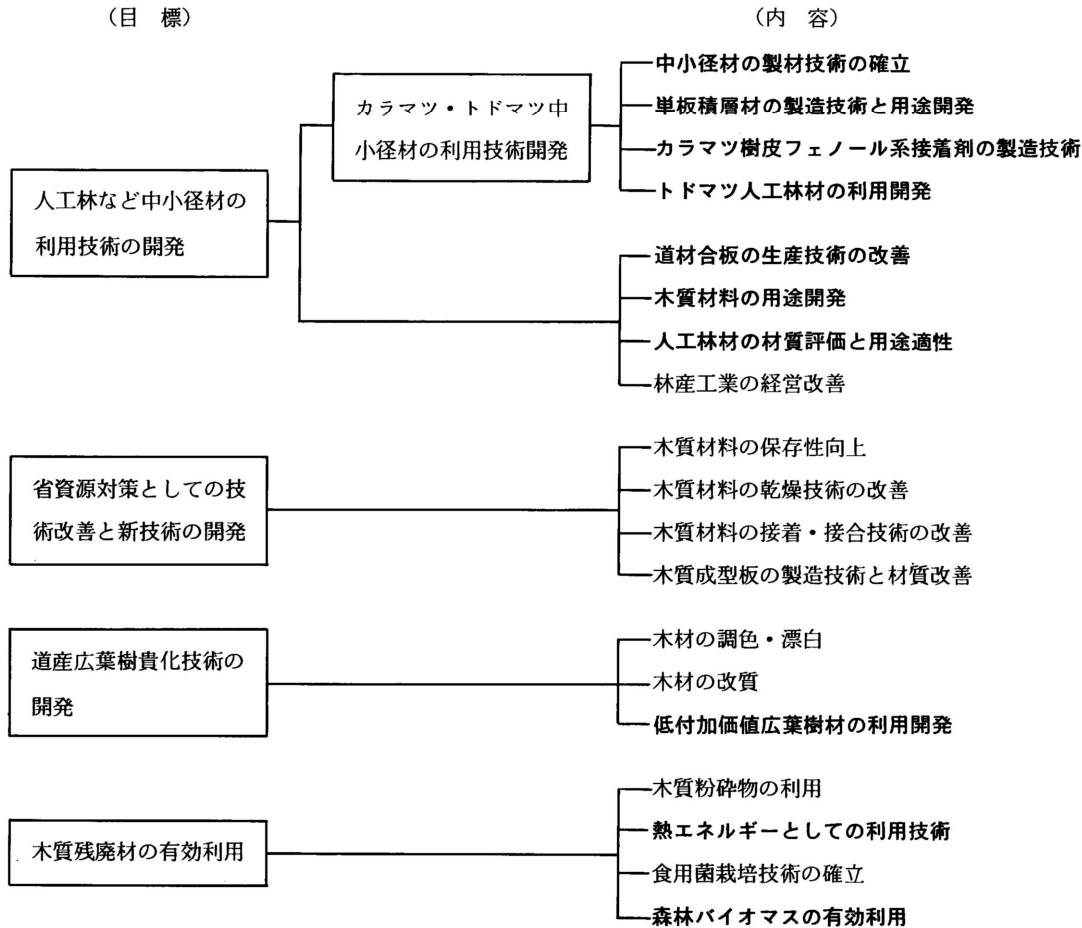 （目　標）
（内　容）
人工林など中小径材の
利用技術の開発
カラマツ・トドマツ中
小径材の利用技術開発
中小径材の製材技術の確立
単板積層材の製造技術と用途開発
カラマツ樹皮フェノール系接着剤の製造技術
トドマツ人工林材の利用開発
道材合板の生産技術の改善
木質材料の用途開発
人工林材の材質評価と用途適性
林産工業の経営改善
省資源対策としての技
術改善と新技術の開発
木質材料の保存性向上
木質材料の乾燥技術の改善
木質材料の接着・接合技術の改善
木質成型板の製造技術と材質改善
道産広葉樹貴化技術の
開発
木材の調色・漂白
木材の改質
低付加価値広葉樹材の利用開発
木質残廃材の有効利用
木質粉砕物の利用
熱エネルギーとしての利用技術
食用菌栽培技術の確立
森林バイオマスの有効利用